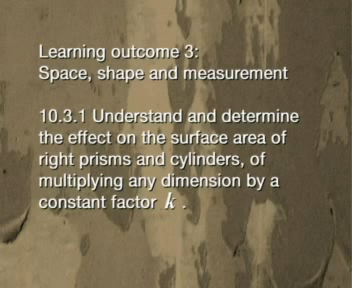 Learning outcome 3:
Space, shape and measurement
10.3.1 Understand and determine
the effect on the surface area of
right prisms and cylinders, of
multiplying any dimension by a
constant factor k .